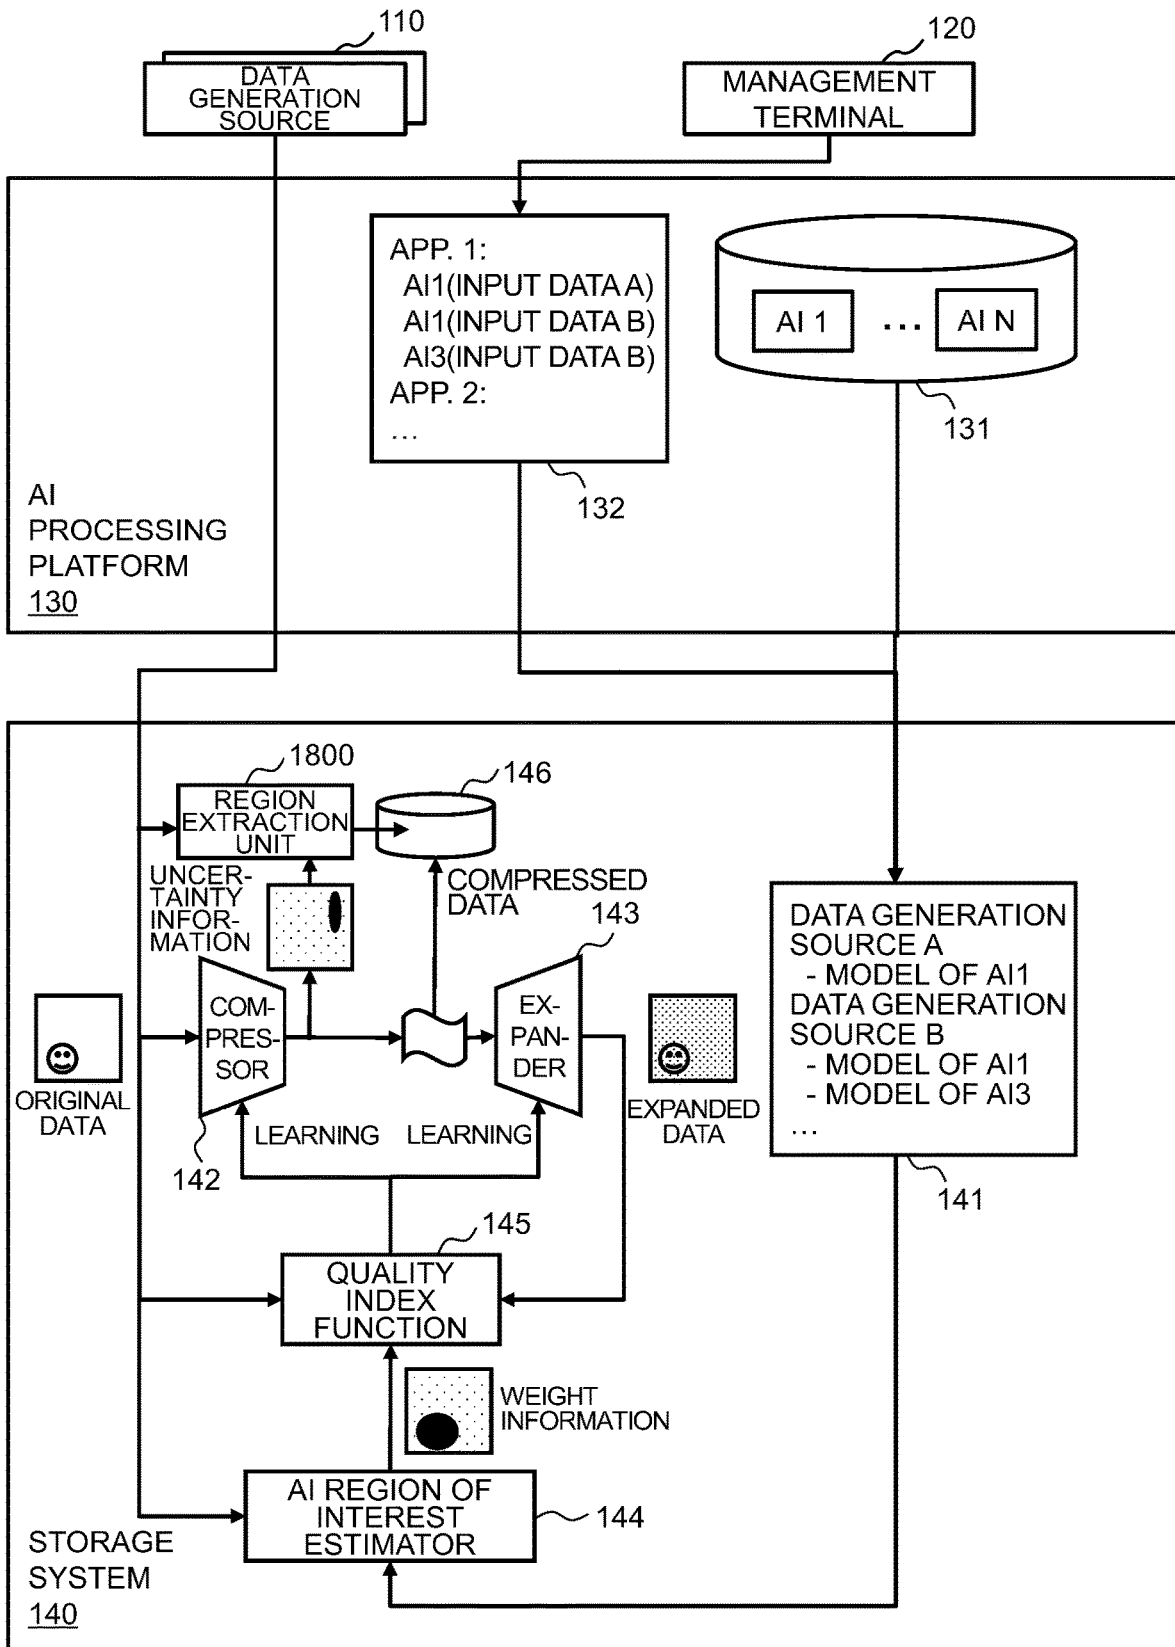 110
DATA
GENERATION
SOURCE
120
MANAGEMENT
TERMINAL
APP. 1:
AI1(INPUT DATA A)
AI1(INPUT DATA B)
AI3(INPUT DATA B)
APP. 2:
...
132
AI 1
...
AI N
131
AI
PROCESSING
PLATFORM
130
1800
REGION
EXTRACTION
UNIT
146
UNCER-
TAINTY
INFOR-
MATION
COMPRESSED
DATA
143
COM-
PRES-
SOR
EX-
PAN-
DER
ORIGINAL
DATA
EXPANDED
DATA
LEARNING
LEARNING
142
DATA GENERATION
SOURCE A
- MODEL OF AI1
DATA GENERATION
SOURCE B
- MODEL OF AI1
- MODEL OF AI3
...
141
145
QUALITY
INDEX
FUNCTION
WEIGHT
INFORMATION
AI REGION OF
INTEREST
ESTIMATOR
144
STORAGE
SYSTEM
140